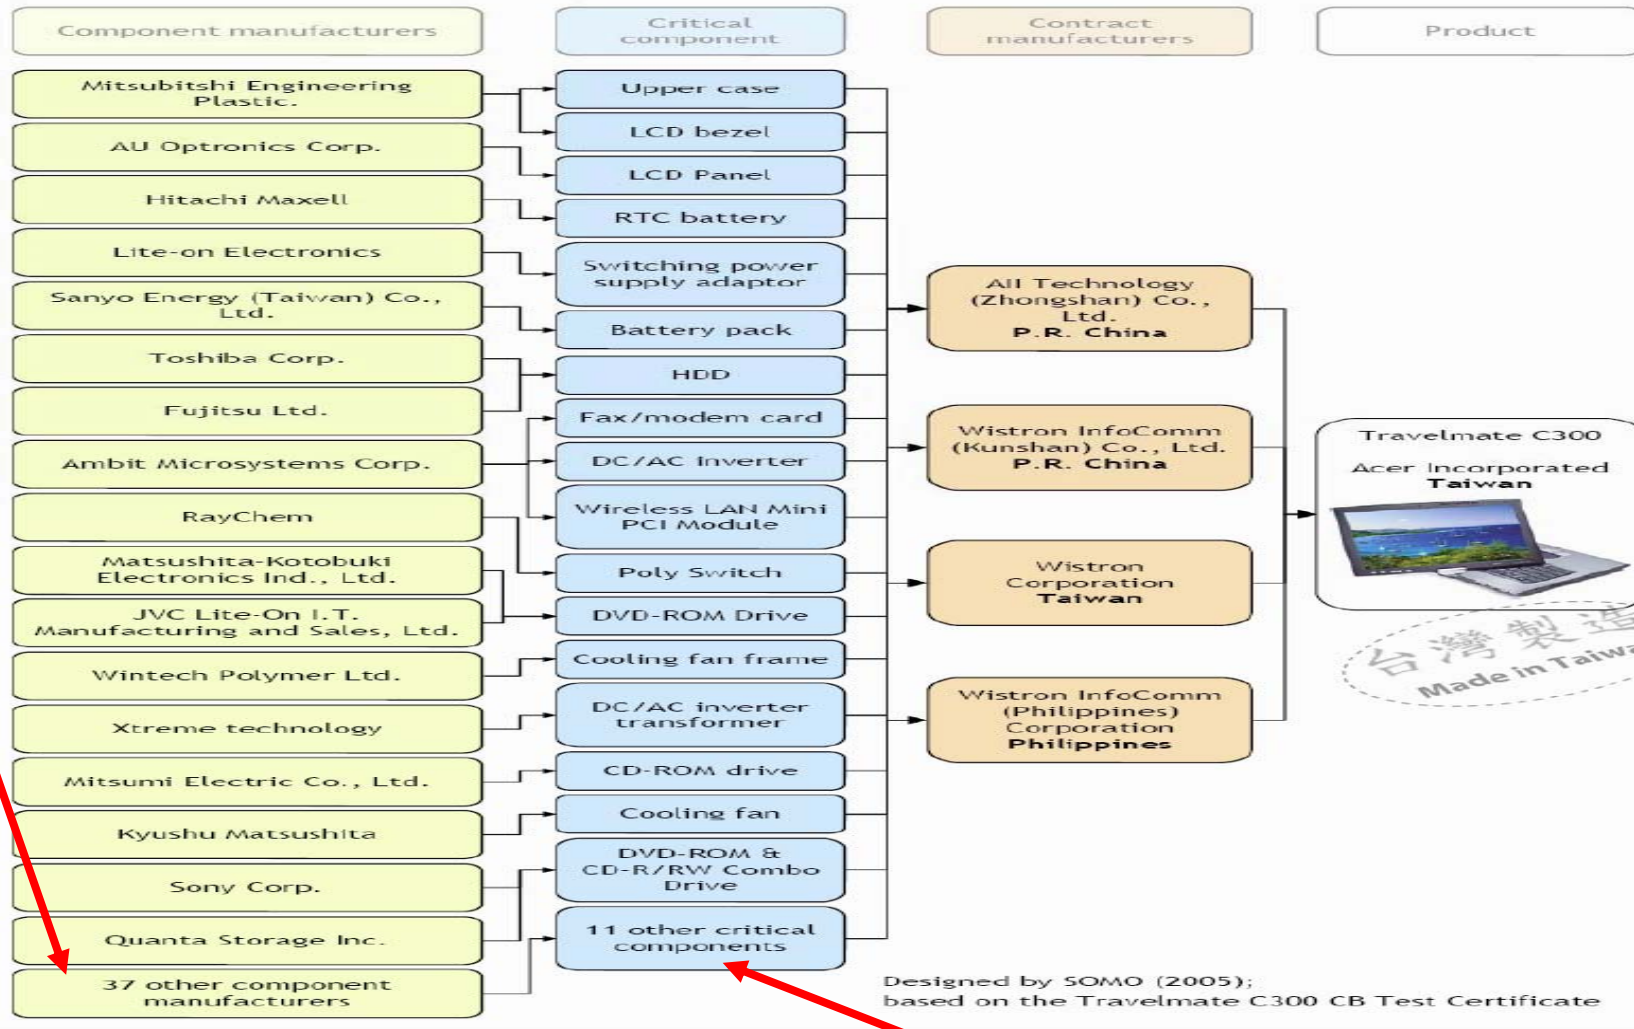 Component manufacturers
Critical
component
Contract
manufacturers
Product
Mitsubitshi Engineering
Plastic.
AU Optronics Corp.
Hitachi Maxell
Lite-on Electronics
Sanyo Energy (Taiwan) Co.,
Ltd.
Toshiba Corp.
Fujitsu Ltd.
Ambit Microsystems Corp.
RayChem
Matsushita-Kotobuki
Electronics Ind., Ltd.
JVC Lite-On I.T.
Manufacturing and Sales, Ltd.
Wintech Polymer Ltd.
Xtreme technology
Mitsumi Electric Co., Ltd.
Kyushu Matsushita
Sony Corp.
Quanta Storage Inc.
37 other component
manufacturers
Upper case
LCD bezel
LCD Panel
RTC battery
Switching power
supply adaptor
Battery pack
HDD
Fax/modem card
DC/AC inverter
Wireless LAN Mini
PCI Module
Poly Switch
DVD-ROM Drive
Cooling fan frame
DC/AC inverter
transformer
CD-ROM drive
Cooling fan
DVD-ROM &
CD-R/RW Combo
Drive
11 other critical
components
AII Technology
(Zhongshan) Co.,
Ltd.
P.R. China
Wistron InfoComm
(Kunshan) Co., Ltd.
P.R. China
Wistron
Corporation
Taiwan
Wistron InfoComm
(Philippines)
Corporation
Philippines
Travelmate C300
Acer Incorporated
Taiwan
台灣製造
Made in Taiwa
Designed by SOMO (2005);
based on the Travelmate C300 CB Test Certificate